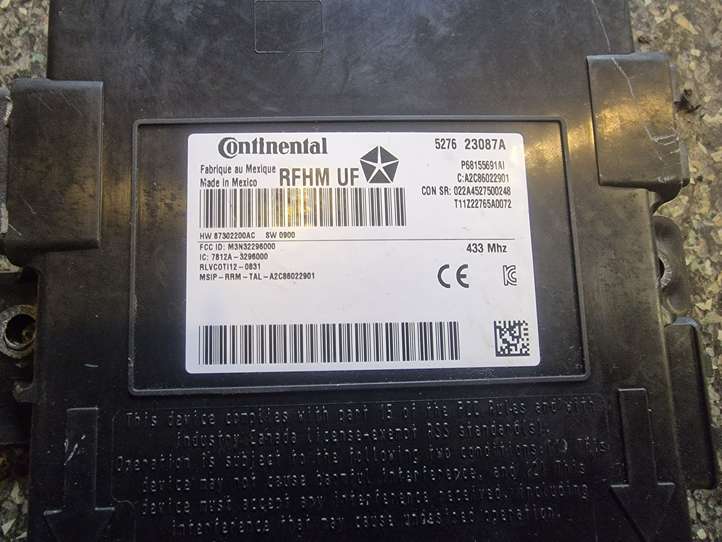 Continental
5276 23087A
Fabrique au Mexique
Made in Mexico
RFHM UF
P68155691AI
C:A2C86022901
CON SR: 022A4527500248
T11Z22765A0072
HW 67302200AC SW 0900
FCC ID: M3N32296000
IC: 7812A-3296000
RLVCOTI12-0831
MSIP-RRM-TAL-A2C86022901
433 Mhz
CE
This device complies with part 15 of the FCC Rules and with
Industry Canada license-exempt RSS standard(s).
Operation is subject to the following two conditions:(1) This
device may not cause harmful interference, and (2) this
device must accept any interference received, including
interference that may cause undesired operation.